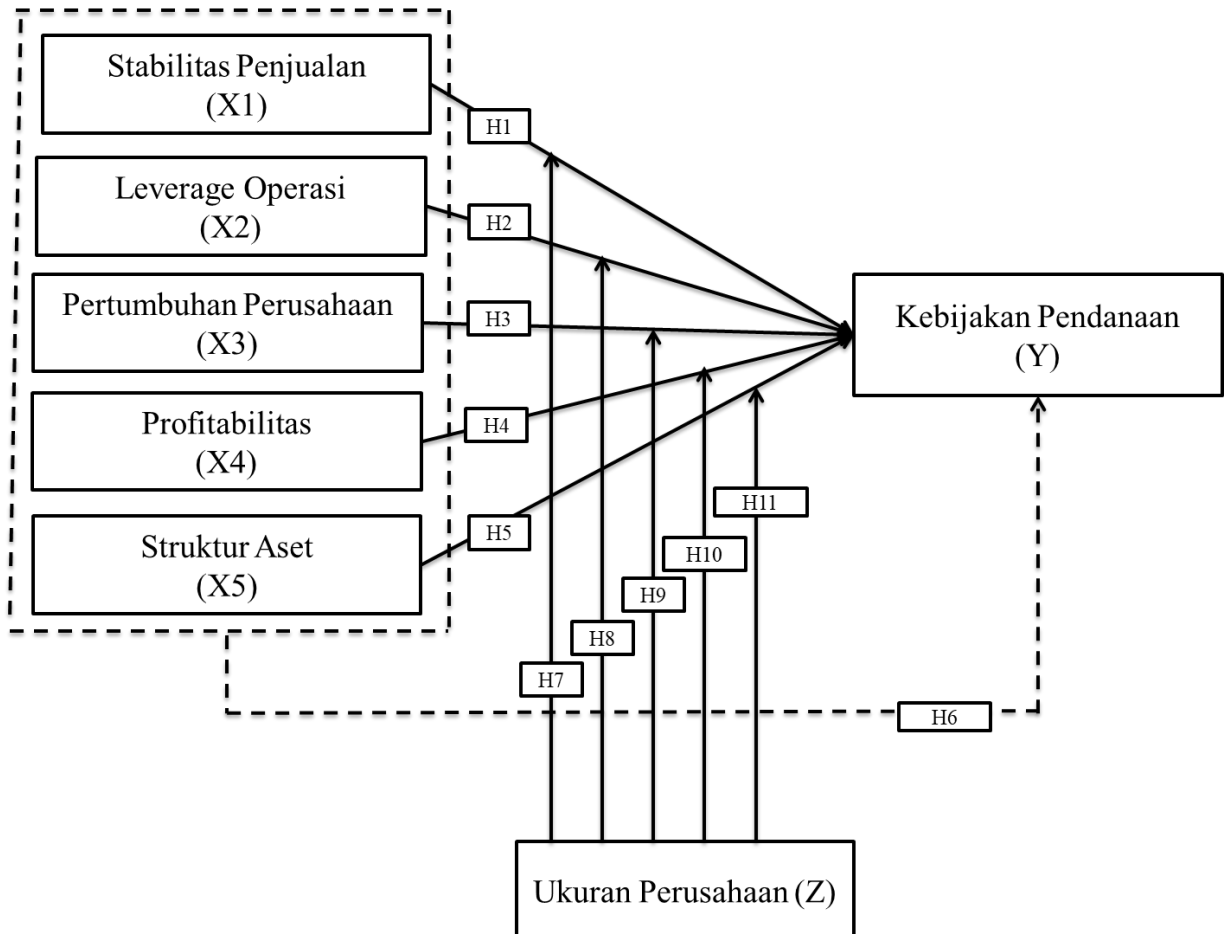 Stabilitas Penjualan
(X1)
H1
Leverage Operasi
(X2)
H2
Pertumbuhan Perusahaan
(X3)
H3
Kebijakan Pendanaan
(Y)
Profitabilitas
(X4)
H4
Struktur Aset
(X5)
H5
H11
H10
H9
H8
H7
H6
Ukuran Perusahaan (Z)